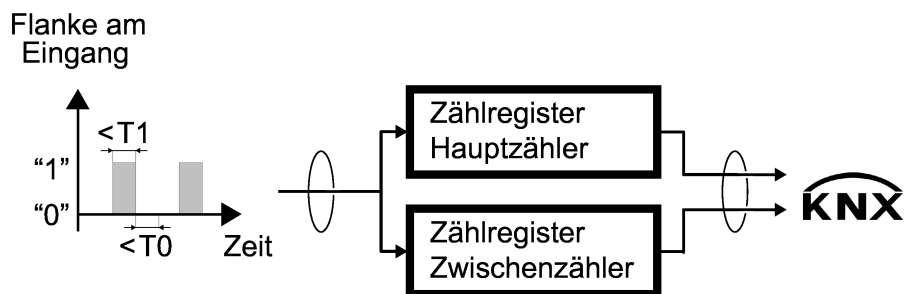 Flanke am
Eingang
<T1
“1”
“0”
<T0
Zeit
Zählregister
Hauptzähler
Zählregister
Zwischenzähler
KNX